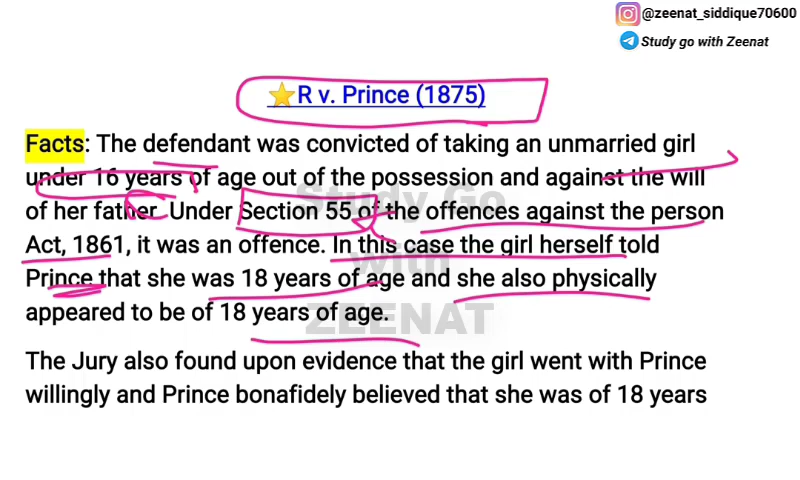 @zeenat_siddique70600
Study go with Zeenat
⭐R v. Prince (1875)
Facts: The defendant was convicted of taking an unmarried girl
under 16 years of age out of the possession and against the will
of her father. Under Section 55 of the offences against the person
Act, 1861, it was an offence. In this case the girl herself told
Prince that she was 18 years of age and she also physically
appeared to be of 18 years of age.
The Jury also found upon evidence that the girl went with Prince
willingly and Prince bonafidely believed that she was of 18 years
Study Go
with
ZEENAT